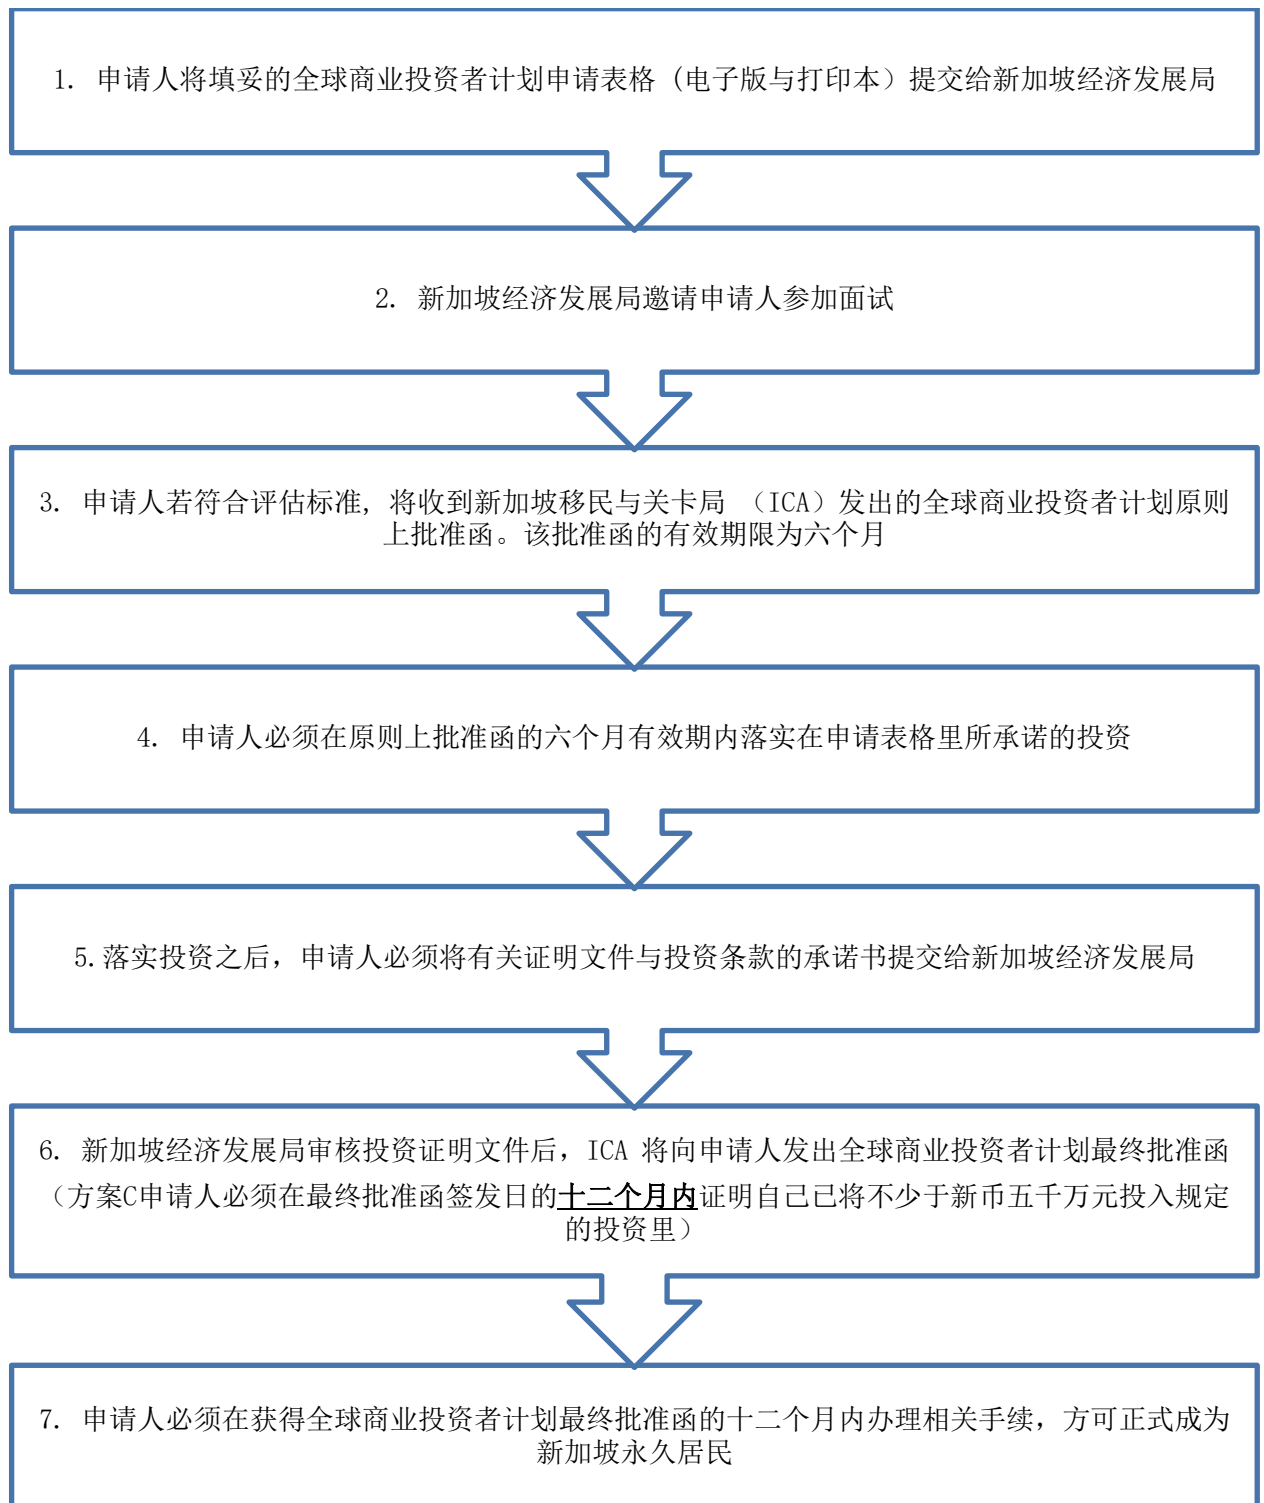 1. 申请人将填妥的全球商业投资者计划申请表格 (电子版与打印本）提交给新加坡经济发展局
2. 新加坡经济发展局邀请申请人参加面试
3. 申请人若符合评估标准, 将收到新加坡移民与关卡局 （ICA）发出的全球商业投资者计划原则
上批准函。该批准函的有效期限为六个月
4. 申请人必须在原则上批准函的六个月有效期内落实在申请表格里所承诺的投资
5.落实投资之后，申请人必须将有关证明文件与投资条款的承诺书提交给新加坡经济发展局
6. 新加坡经济发展局审核投资证明文件后，ICA 将向申请人发出全球商业投资者计划最终批准函
（方案C申请人必须在最终批准函签发日的十二个月内证明自己已将不少于新币五千万元投入规定
的投资里）
7. 申请人必须在获得全球商业投资者计划最终批准函的十二个月内办理相关手续，方可正式成为
新加坡永久居民